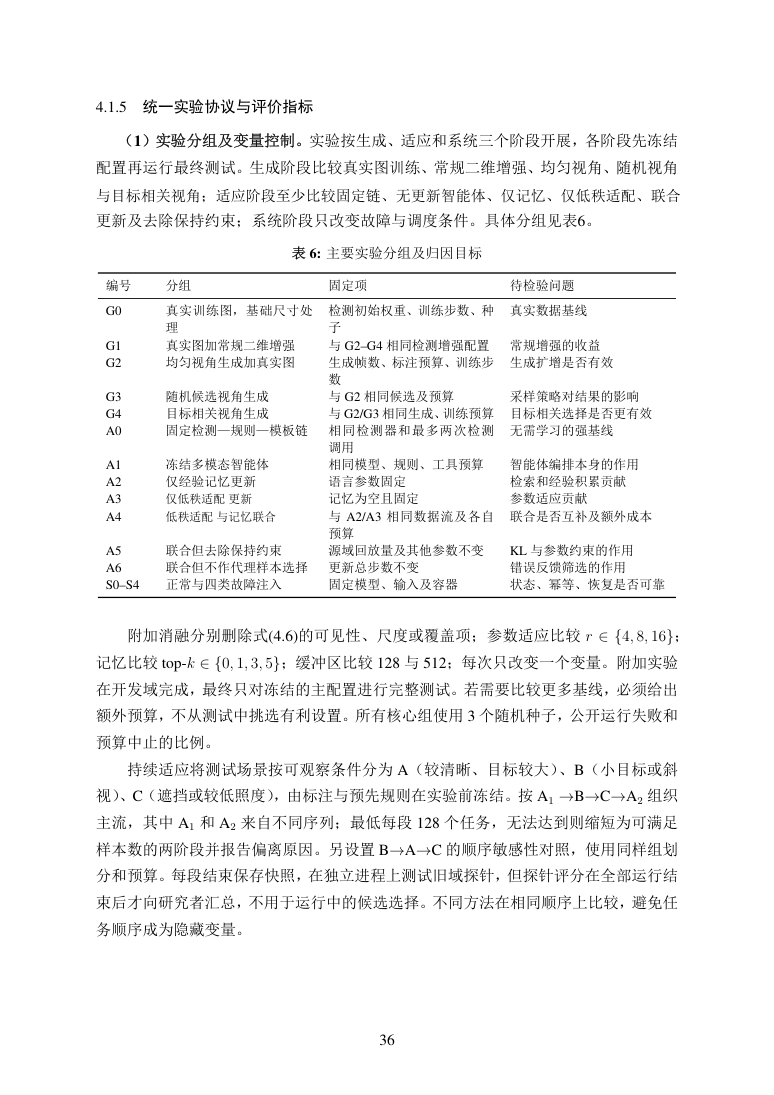 4.1.5 统一实验协议与评价指标
（1）实验分组及变量控制。实验按生成、适应和系统三个阶段开展，各阶段先冻结
配置再运行最终测试。生成阶段比较真实图训练、常规二维增强、均匀视角、随机视角
与目标相关视角；适应阶段至少比较固定链、无更新智能体、仅记忆、仅低秩适配、联合
更新及去除保持约束；系统阶段只改变故障与调度条件。具体分组见表6。
表 6: 主要实验分组及归因目标
编号 分组 固定项 待检验问题
G0 真实训练图，基础尺寸处 检测初始权重、训练步数、种 真实数据基线
理 子
G1 真实图加常规二维增强 与 G2–G4 相同检测增强配置 常规增强的收益
G2 均匀视角生成加真实图 生成帧数、标注预算、训练步 生成扩增是否有效
数
G3 随机候选视角生成 与 G2 相同候选及预算 采样策略对结果的影响
G4 目标相关视角生成 与 G2/G3 相同生成、训练预算 目标相关选择是否更有效
A0 固定检测—规则—模板链 相同检测器和最多两次检测 无需学习的强基线
调用
A1 冻结多模态智能体 相同模型、规则、工具预算 智能体编排本身的作用
A2 仅经验记忆更新 语言参数固定 检索和经验积累贡献
A3 仅低秩适配 更新 记忆为空且固定 参数适应贡献
A4 低秩适配 与记忆联合 与 A2/A3 相同数据流及各自 联合是否互补及额外成本
预算
A5 联合但去除保持约束 源域回放量及其他参数不变 KL 与参数约束的作用
A6 联合但不作代理样本选择 更新总步数不变 错误反馈筛选的作用
S0–S4 正常与四类故障注入 固定模型、输入及容器 状态、幂等、恢复是否可靠
附加消融分别删除式(4.6)的可见性、尺度或覆盖项；参数适应比较 r ∈ {4, 8, 16}；
记忆比较 top-k ∈ {0, 1, 3, 5}；缓冲区比较 128 与 512；每次只改变一个变量。附加实验
在开发域完成，最终只对冻结的主配置进行完整测试。若需要比较更多基线，必须给出
额外预算，不从测试中挑选有利设置。所有核心组使用 3 个随机种子，公开运行失败和
预算中止的比例。
持续适应将测试场景按可观察条件分为 A（较清晰、目标较大）、B（小目标或斜
视）、C（遮挡或较低照度），由标注与预先规则在实验前冻结。按 A₁ →B→C→A₂ 组织
主流，其中 A₁ 和 A₂ 来自不同序列；最低每段 128 个任务，无法达到则缩短为可满足
样本数的两阶段并报告偏离原因。另设置 B→A→C 的顺序敏感性对照，使用同样组划
分和预算。每段结束保存快照，在独立进程上测试旧域探针，但探针评分在全部运行结
束后才向研究者汇总，不用于运行中的候选选择。不同方法在相同顺序上比较，避免任
务顺序成为隐藏变量。
36